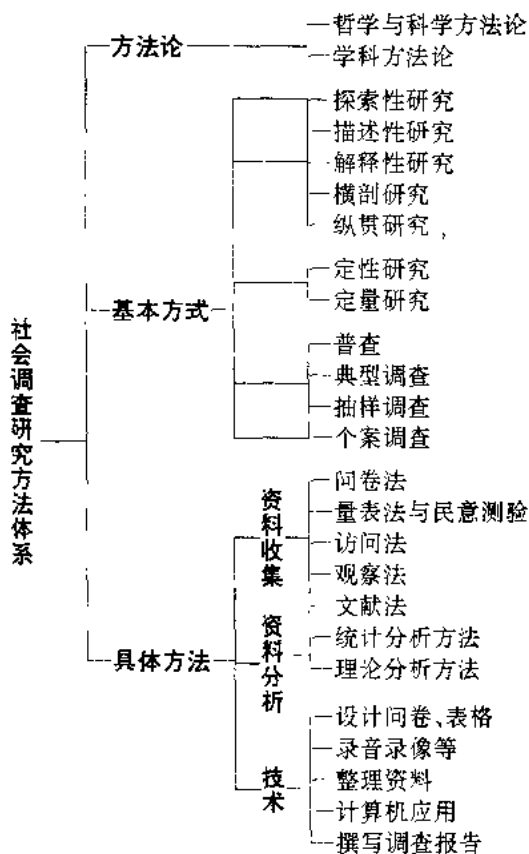 社会调查研究方法体系
方法论
哲学与科学方法论
学科方法论
基本方式
探索性研究
描述性研究
解释性研究
横剖研究
纵贯研究
定性研究
定量研究
普查
典型调查
抽样调查
个案调查
具体方法
资料收集
问卷法
量表法与民意测验
访问法
观察法
文献法
资料分析
统计分析方法
理论分析方法
技术
设计问卷、表格
录音录像等
整理资料
计算机应用
撰写调查报告